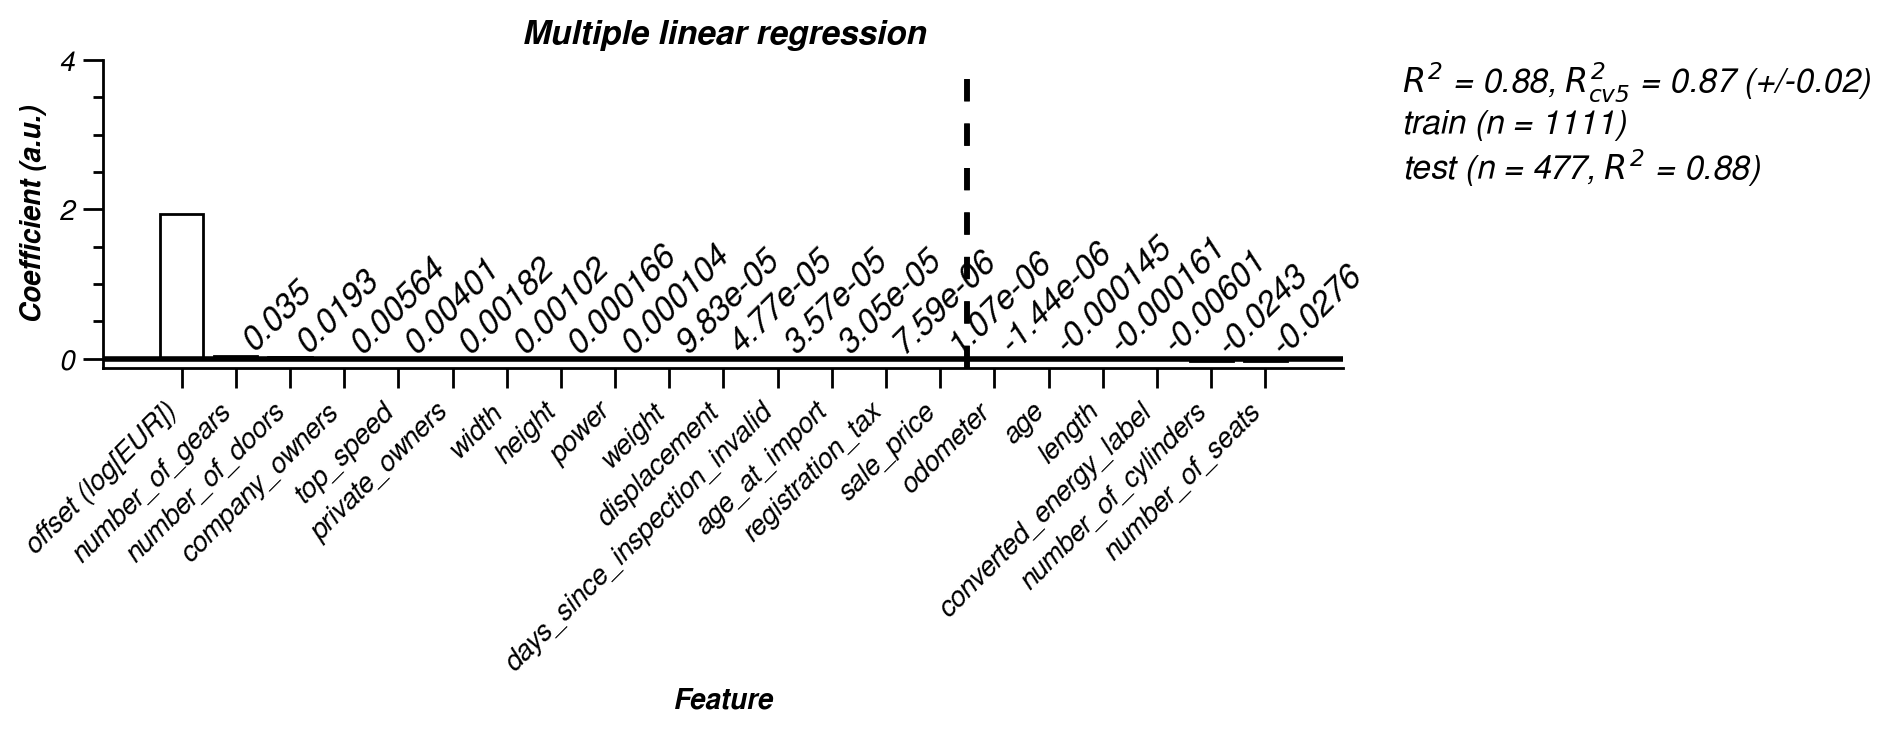 Multiple linear regression
4
2
0
Coefficient (a.u.)
0.035
0.0193
0.00564
0.00401
0.00182
0.00102
0.000166
0.000104
9.83e-05
4.77e-05
3.57e-05
3.05e-05
7.59e-06
1.07e-06
-1.44e-06
-0.000145
-0.000161
-0.00601
-0.0243
-0.0276
offset (log[EUR])
number_of_gears
number_of_doors
company_owners
top_speed
private_owners
width
height
power
weight
displacement
days_since_inspection_invalid
age_at_import
registration_tax
sale_price
odometer
age
length
converted_energy_label
number_of_cylinders
number_of_seats
Feature
R² = 0.88, R²cv5 = 0.87 (+/-0.02)
train (n = 1111)
test (n = 477, R² = 0.88)